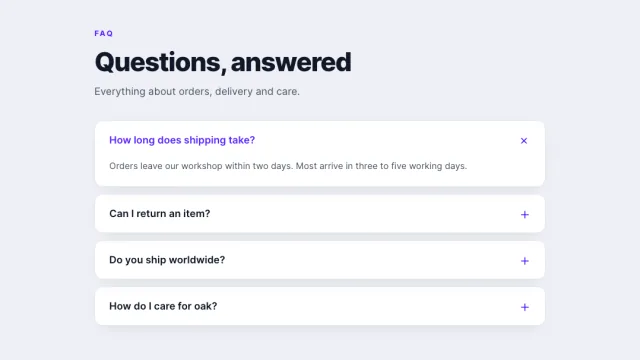 FAQ
Questions, answered
Everything about orders, delivery and care.
How long does shipping take?
Orders leave our workshop within two days. Most arrive in three to five working days.
Can I return an item?
Do you ship worldwide?
How do I care for oak?